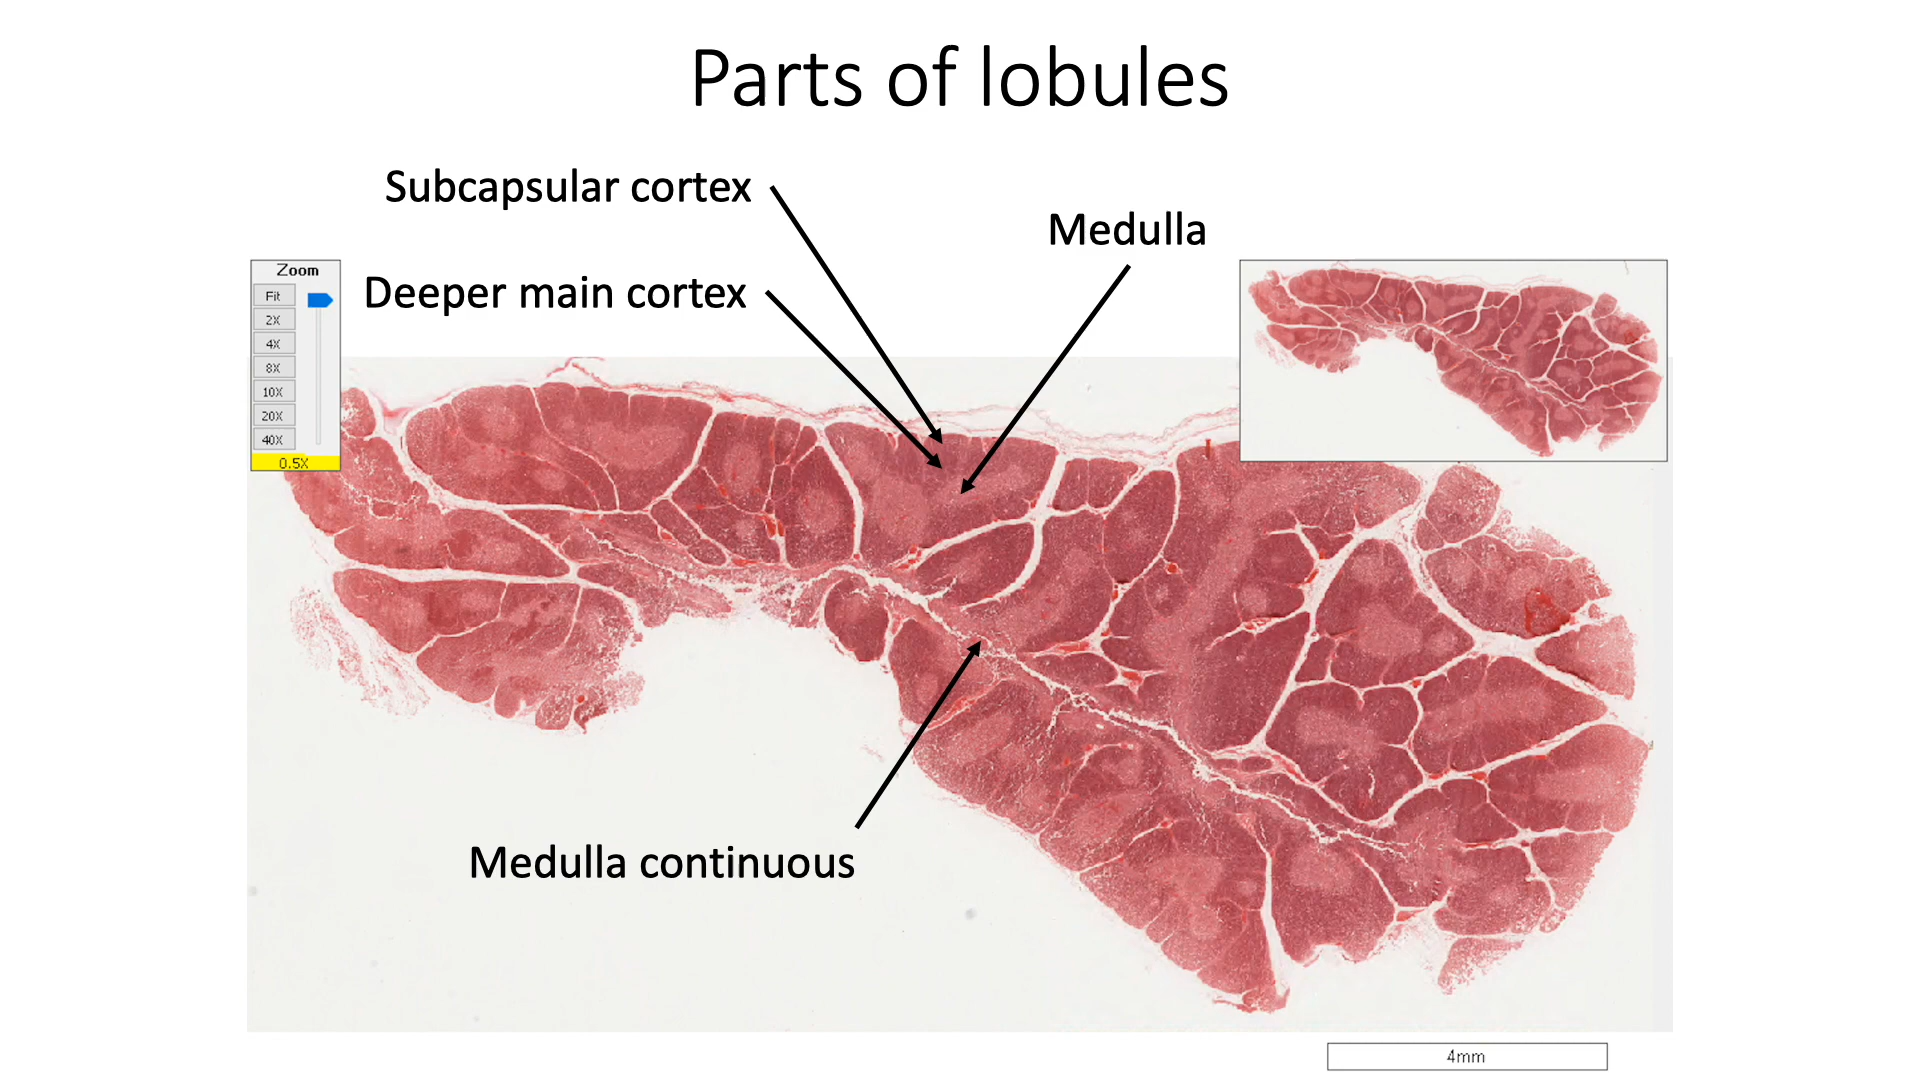 Parts of lobules
Subcapsular cortex
Medulla
Zoom
Fit
2X
4X
8X
10X
20X
40X
0.5X
Deeper main cortex
Medulla continuous
4mm